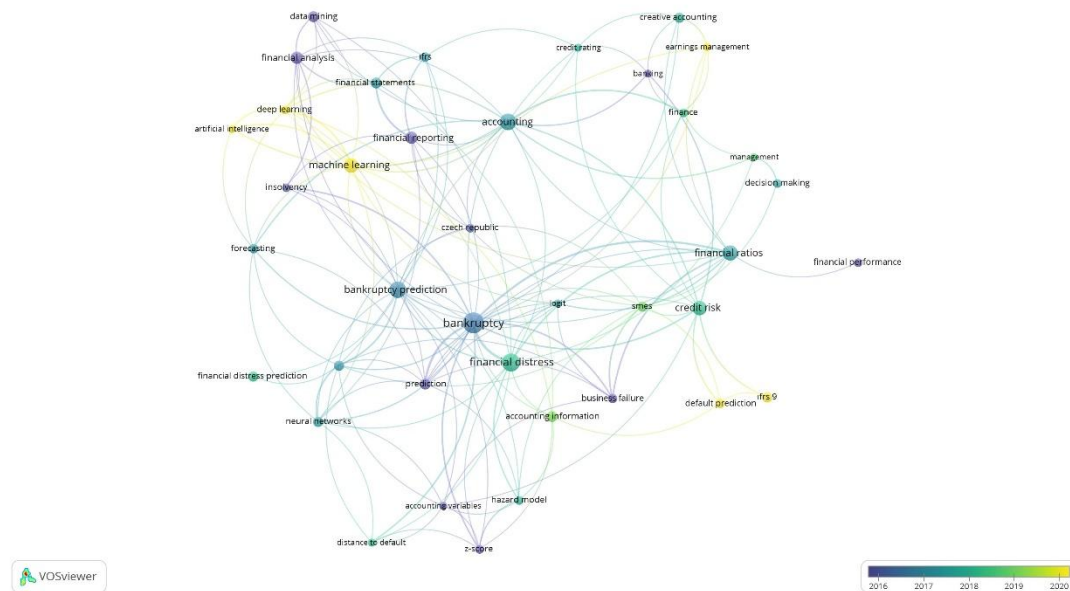 data mining
creative accounting
credit rating
earnings management
financial analysis
ifrs
banking
financial statements
deep learning
finance
accounting
artificial intelligence
financial reporting
management
machine learning
decision making
insolvency
czech republic
forecasting
financial ratios
financial performance
bankruptcy prediction
logit
smes
credit risk
bankruptcy
financial distress
financial distress prediction
prediction
business failure
ifrs 9
default prediction
accounting information
neural networks
hazard model
accounting variables
distance to default
z-score
VOSviewer
2016 2017 2018 2019 2020